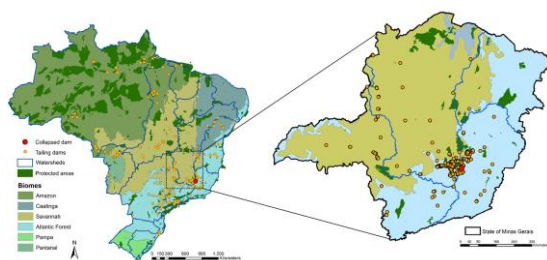 Collapsed dam
Tailing dams
Watersheds
Protected areas
Biomes
Amazon
Caatinga
Savannah
Atlantic Forest
Pampa
Pantanal
N
Kilometers
State of Minas Gerais